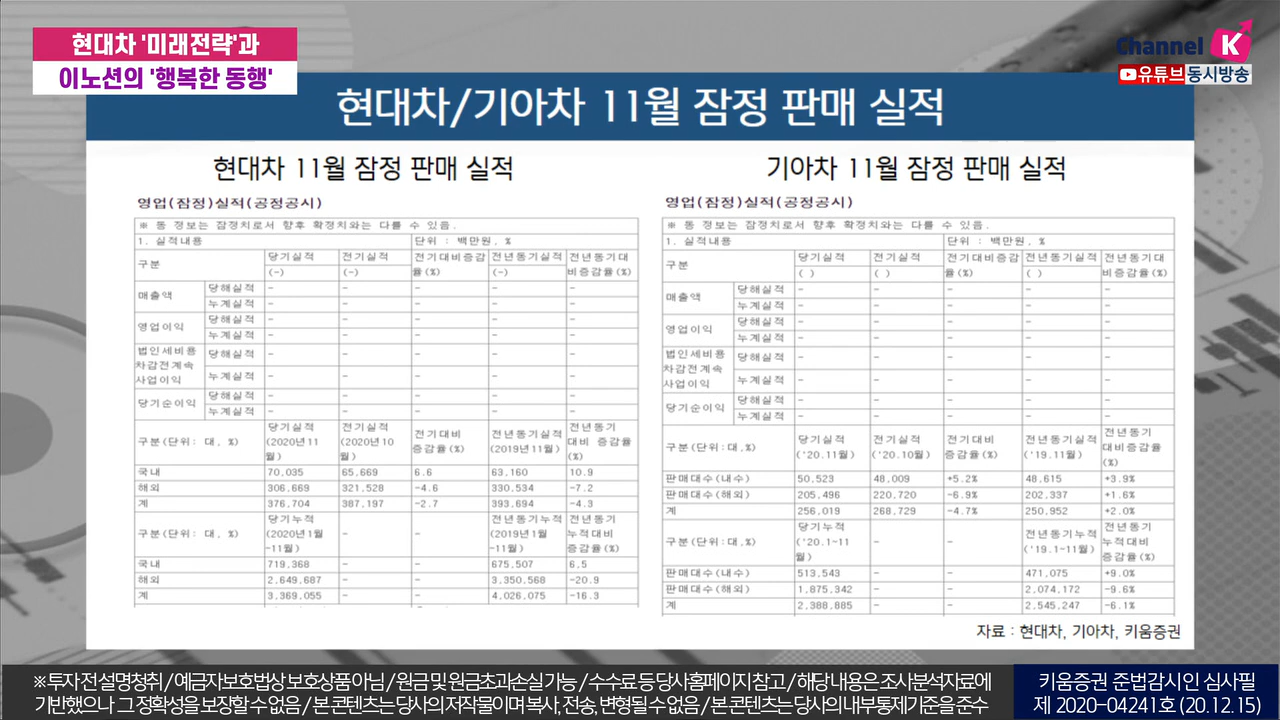 현대차 '미래전략'과
이노션의 '행복한 동행'
Channel K
유튜브동시방송
현대차/기아차 11월 잠정 판매 실적
현대차 11월 잠정 판매 실적
영업(잠정)실적(공정공시)
※ 동 정보는 잠정치로서 향후 확정치와는 다를 수 있음.
1. 실적내용 단위 : 백만원, %
구분 당기실적 전기실적 전기대비증감률(%) 전년동기실적 전년동기대비증감률(%)
(-) (-) (-)
매출액 당해실적 - - - - -
누계실적 - - - - -
영업이익 당해실적 - - - - -
누계실적 - - - - -
법인세비용차감전계속사업이익 당해실적 - - - - -
누계실적 - - - - -
당기순이익 당해실적 - - - - -
누계실적 - - - - -
구분(단위: 대, %) 당기실적(2020년11월) 전기실적(2020년10월) 전기대비증감률(%) 전년동기실적(2019년11월) 전년동기대비 증감률(%)
국내 70,035 65,669 6.6 63,160 10.9
해외 306,669 321,528 -4.6 330,534 -7.2
계 376,704 387,197 -2.7 393,694 -4.3
구분(단위: 대, %) 당기누적(2020년1월-11월) - - 전년동기누적(2019년1월-11월) 전년동기누적대비증감율(%)
국내 719,368 - - 675,507 6.5
해외 2,649,687 - - 3,350,568 -20.9
계 3,369,055 - - 4,026,075 -16.3
기아차 11월 잠정 판매 실적
영업(잠정)실적(공정공시)
※ 동 정보는 잠정치로서 향후 확정치와는 다를 수 있음.
1. 실적내용 단위 : 백만원, %
구분 당기실적 전기실적 전기대비증감률(%) 전년동기실적 전년동기대비증감률(%)
( ) ( ) ( )
매출액 당해실적 - - - - -
누계실적 - - - - -
영업이익 당해실적 - - - - -
누계실적 - - - - -
법인세비용차감전계속사업이익 당해실적 - - - - -
누계실적 - - - - -
당기순이익 당해실적 - - - - -
누계실적 - - - - -
구분(단위:대,%) 당기실적('20.11월) 전기실적('20.10월) 전기대비증감율(%) 전년동기실적('19.11월) 전년동기대비증감율(%)
판매대수(내수) 50,523 48,009 +5.2% 48,615 +3.9%
판매대수(해외) 205,496 220,720 -6.9% 202,337 +1.6%
계 256,019 268,729 -4.7% 250,952 +2.0%
구분(단위:대,%) 당기누적('20.1~11월) - - 전년동기누적('19.1~11월) 전년동기누적대비증감율(%)
판매대수(내수) 513,543 - - 471,075 +9.0%
판매대수(해외) 1,875,342 - - 2,074,172 -9.6%
계 2,388,885 - - 2,545,247 -6.1%
자료 : 현대차, 기아차, 키움증권
※ 투자 전 설명청취 / 예금자보호법상 보호상품 아님 / 원금 및 원금초과손실 가능 / 수수료 등 당사홈페이지 참고 / 해당 내용은 조사분석자료에
기반했으나 그 정확성을 보장할 수 없음 / 본 콘텐츠는 당사의 저작물이며 복사, 전송, 변형될 수 없음 / 본 콘텐츠는 당사의 내부통제기준을 준수
키움증권 준법감시인 심사필
제 2020-04241호 (20.12.15)